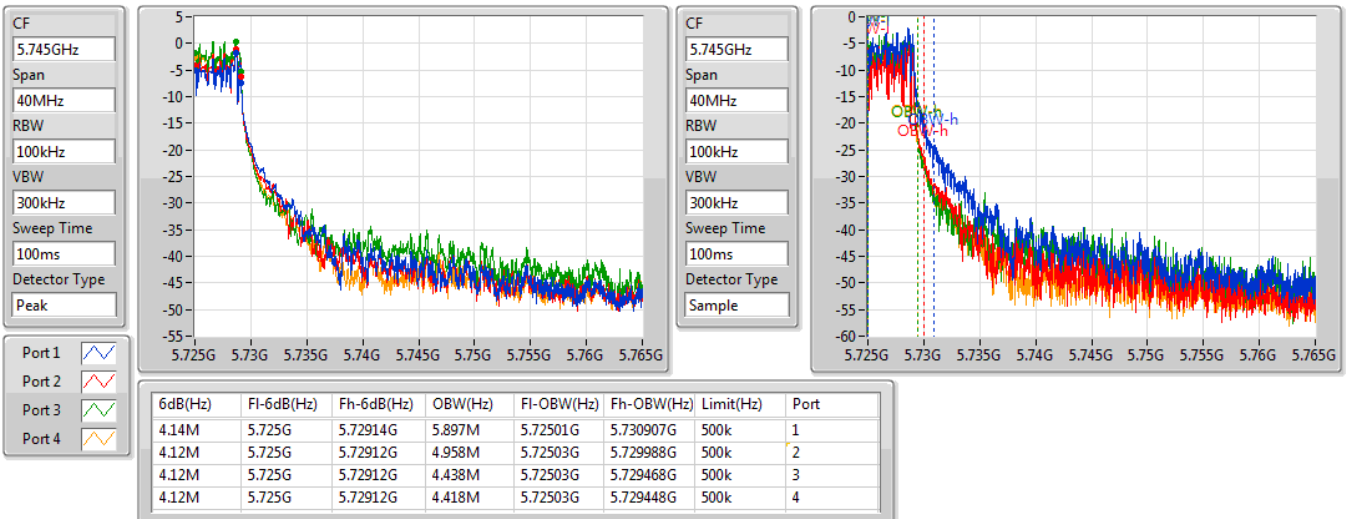 CF
5.745GHz
Span
40MHz
RBW
100kHz
VBW
300kHz
Sweep Time
100ms
Detector Type
Peak
5-
0-
-5-
-10-
-15-
-20-
-25-
-30-
-35-
-40-
-45-
-50-
-55-
5.725G 5.73G 5.735G 5.74G 5.745G 5.75G 5.755G 5.76G 5.765G
CF
5.745GHz
Span
40MHz
RBW
100kHz
VBW
300kHz
Sweep Time
100ms
Detector Type
Sample
0-
-5-
-10-
-15-
-20-
-25-
-30-
-35-
-40-
-45-
-50-
-55-
-60-
OBW-h
OBW-h
OBW-h
5.725G 5.73G 5.735G 5.74G 5.745G 5.75G 5.755G 5.76G 5.765G
Port 1
Port 2
Port 3
Port 4
6dB(Hz) Fl-6dB(Hz) Fh-6dB(Hz) OBW(Hz) Fl-OBW(Hz) Fh-OBW(Hz) Limit(Hz) Port
4.14M 5.725G 5.72914G 5.897M 5.72501G 5.730907G 500k 1
4.12M 5.725G 5.72912G 4.958M 5.72503G 5.729988G 500k 2
4.12M 5.725G 5.72912G 4.438M 5.72503G 5.729468G 500k 3
4.12M 5.725G 5.72912G 4.418M 5.72503G 5.729448G 500k 4